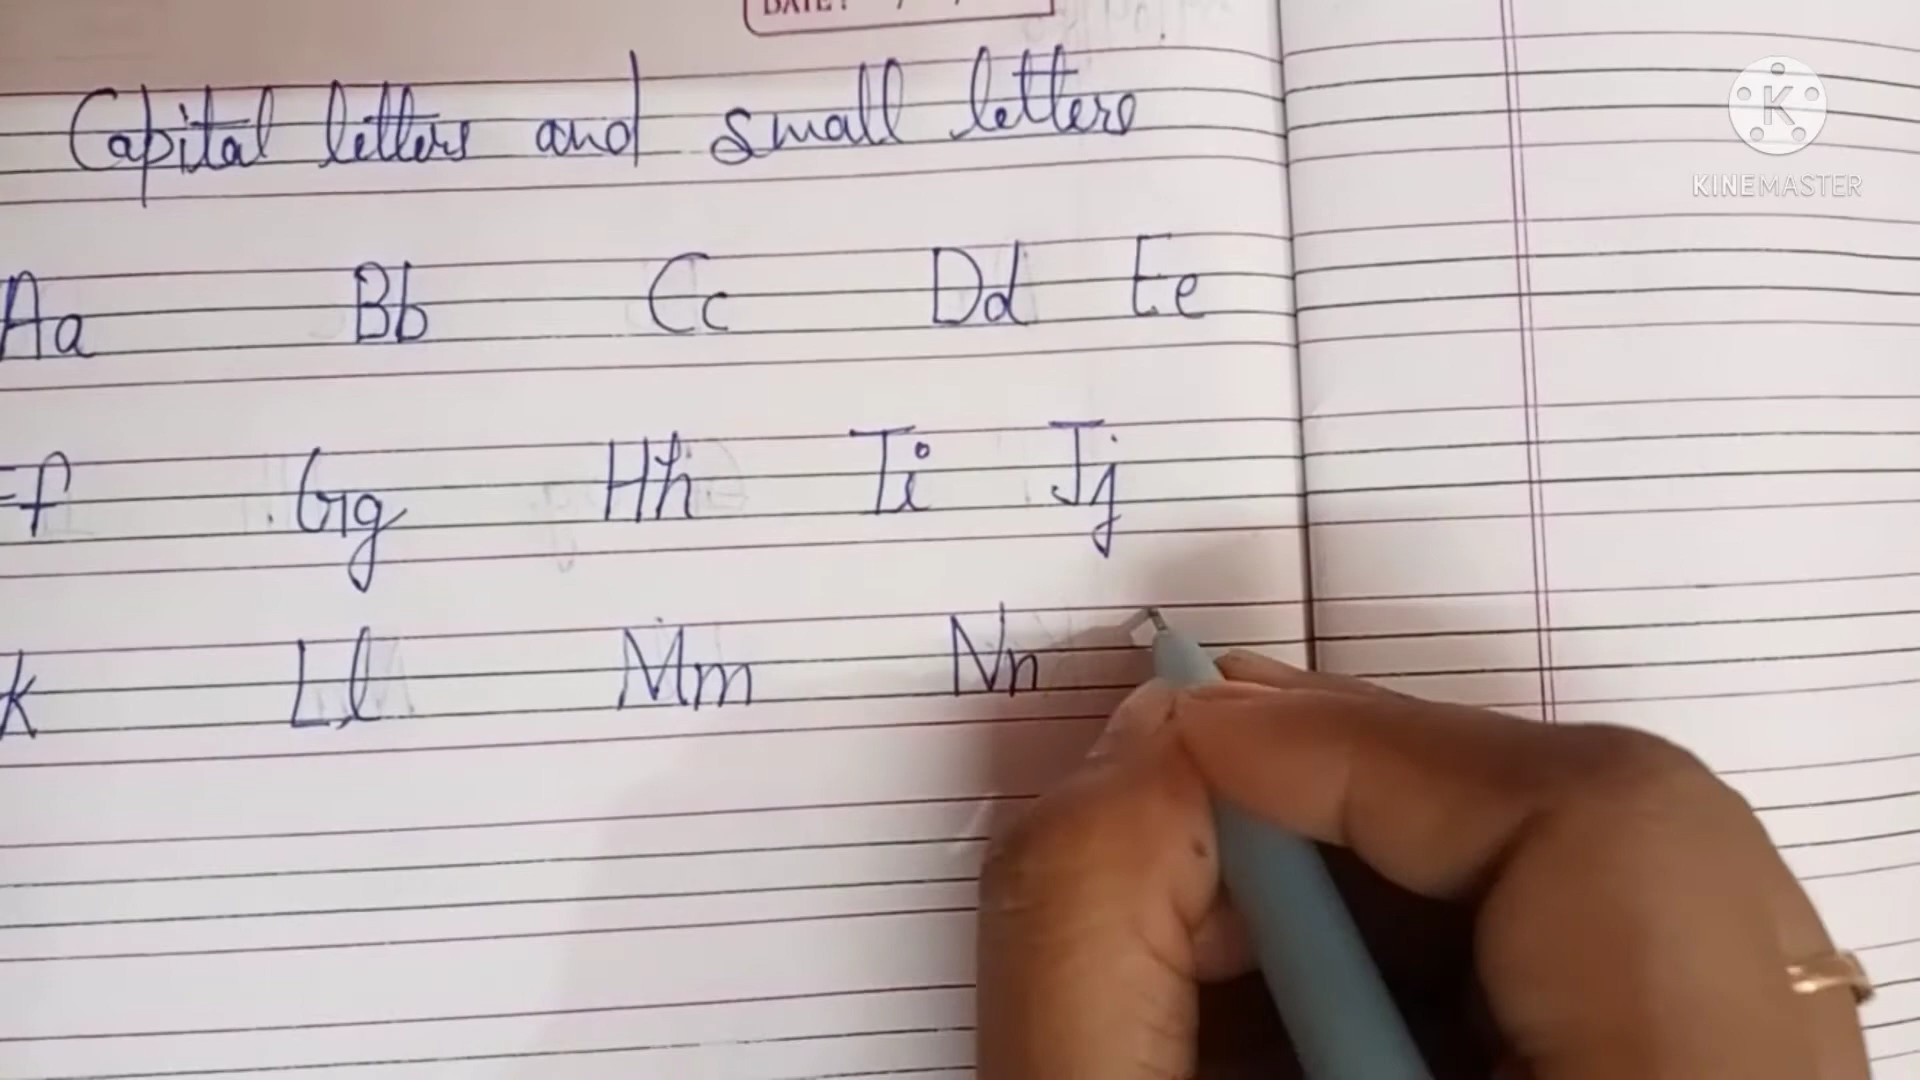 DATE: / /
Capital letters and small letters
KINEMASTER
Aa Bb Cc Dd Ee
Ff Gg Hh Ii Jj
k Ll Mm Nn